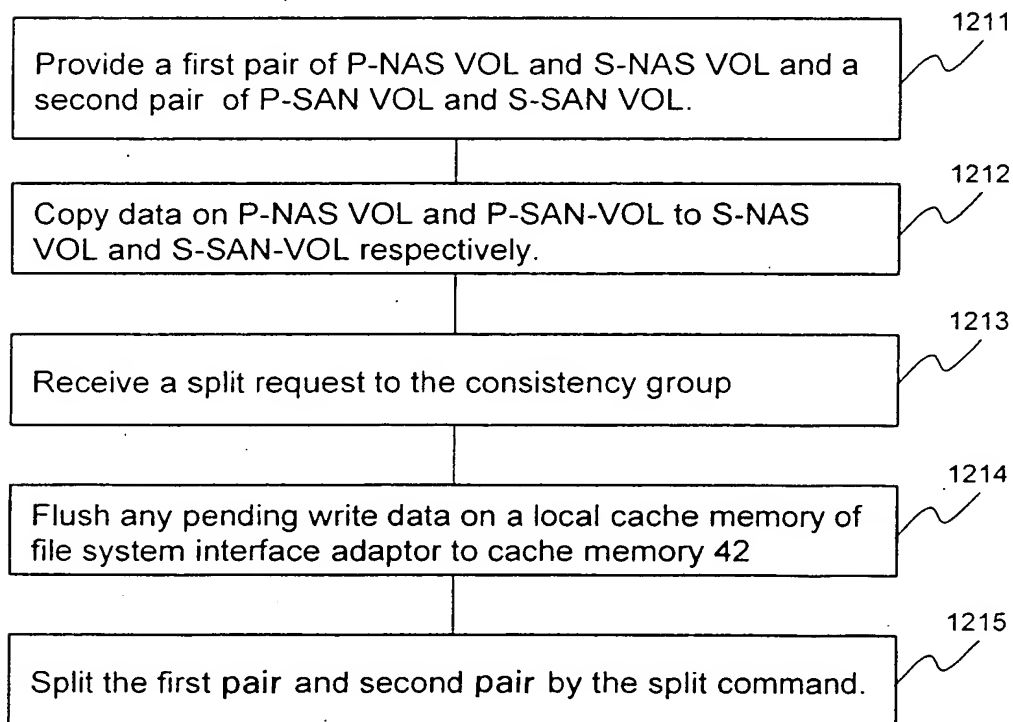 1211
Provide a first pair of P-NAS VOL and S-NAS VOL and a
second pair of P-SAN VOL and S-SAN VOL.
1212
Copy data on P-NAS VOL and P-SAN-VOL to S-NAS
VOL and S-SAN-VOL respectively.
1213
Receive a split request to the consistency group
1214
Flush any pending write data on a local cache memory of
file system interface adaptor to cache memory 42
1215
Split the first pair and second pair by the split command.